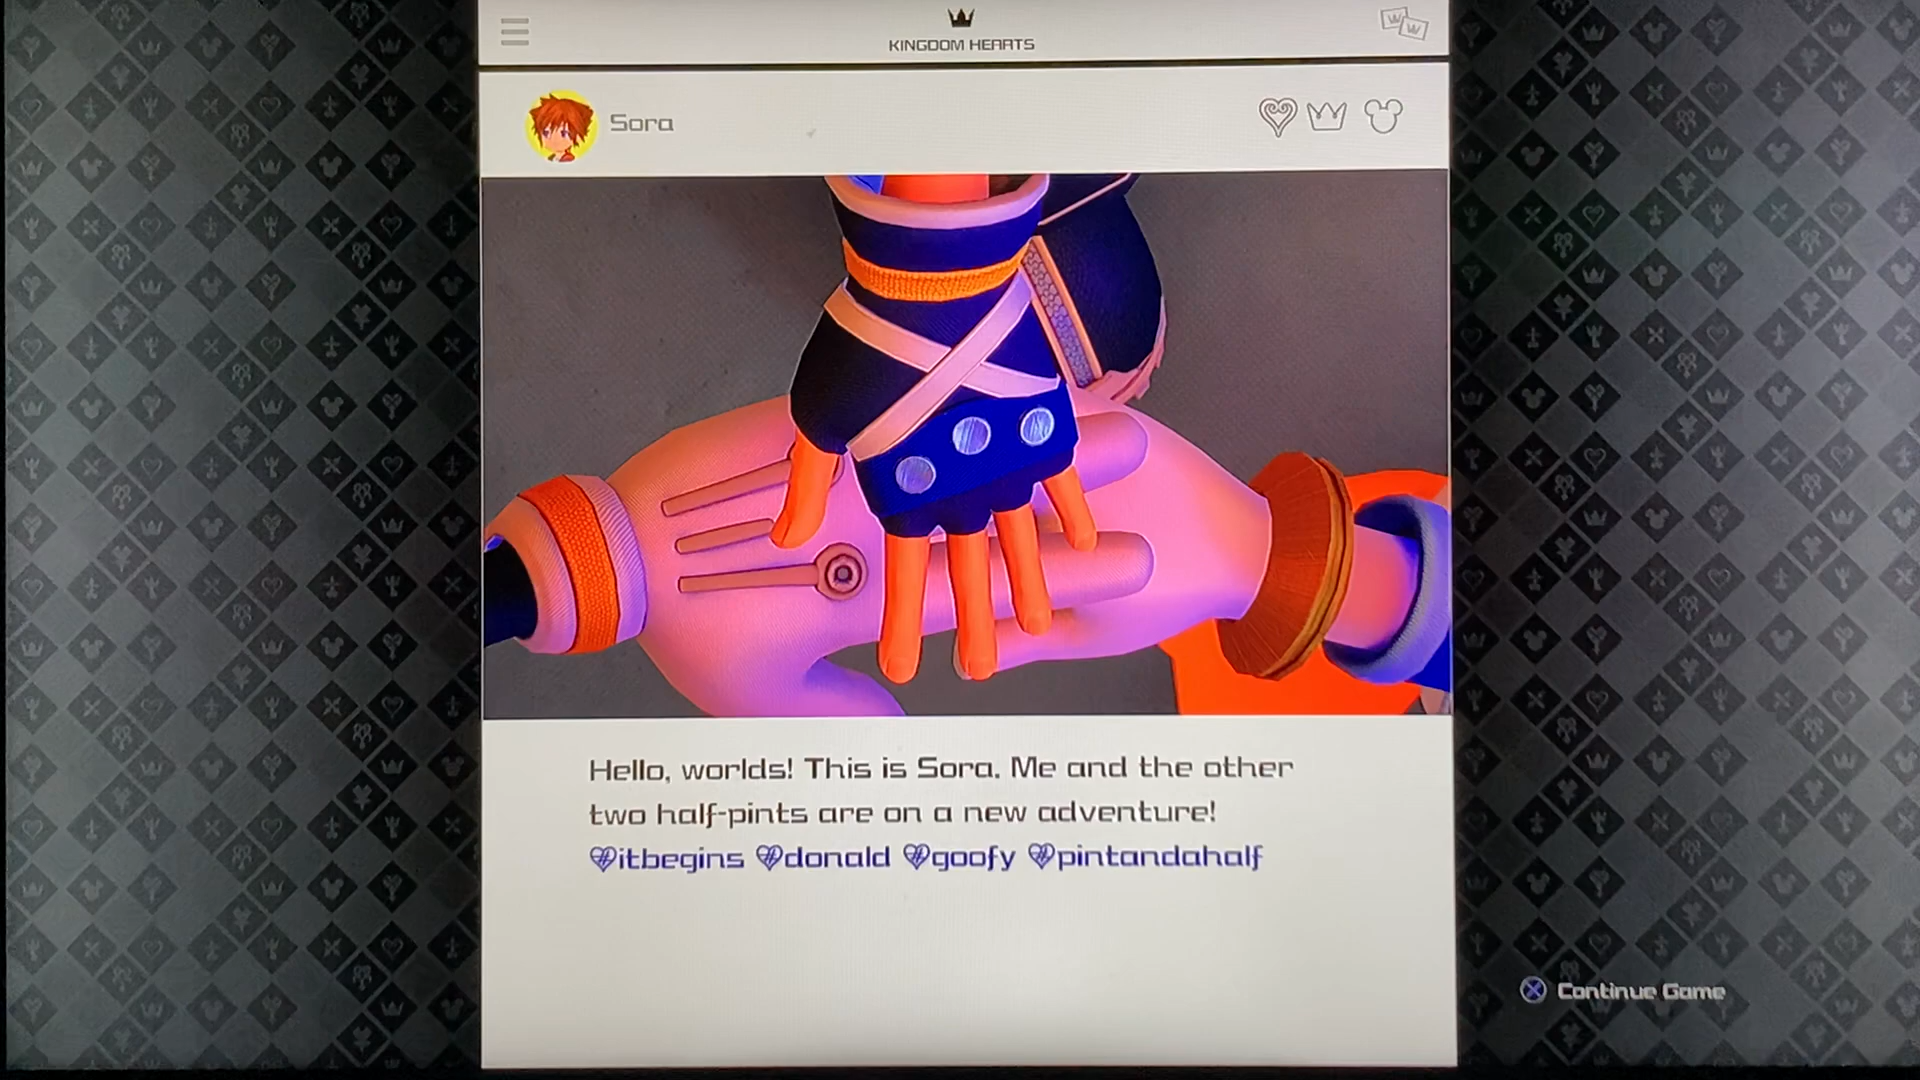 KINGDOM HEARTS
Sora
Hello, worlds! This is Sora. Me and the other
two half-pints are on a new adventure!
#itbegins #donald #goofy #pintandahalf
Continue Game